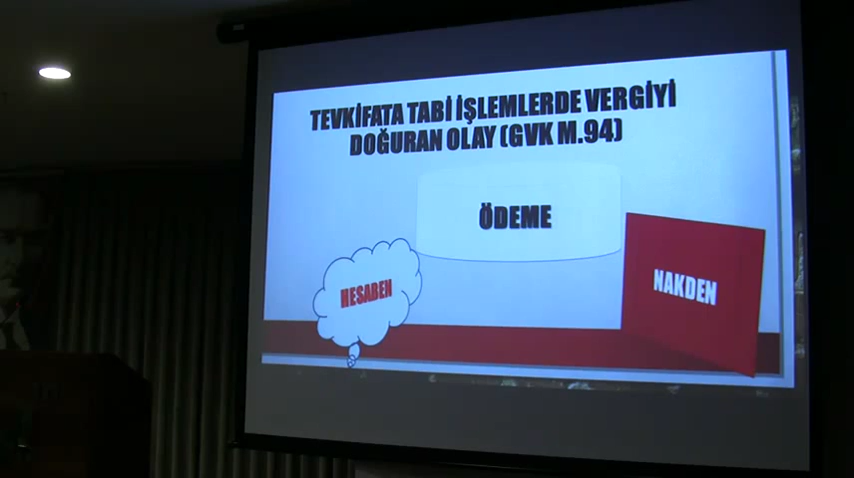 TEVKİFATA TABİ İŞLEMLERDE VERGİYİ
DOĞURAN OLAY (GVK M.94)
ÖDEME
HESABEN
NAKDEN